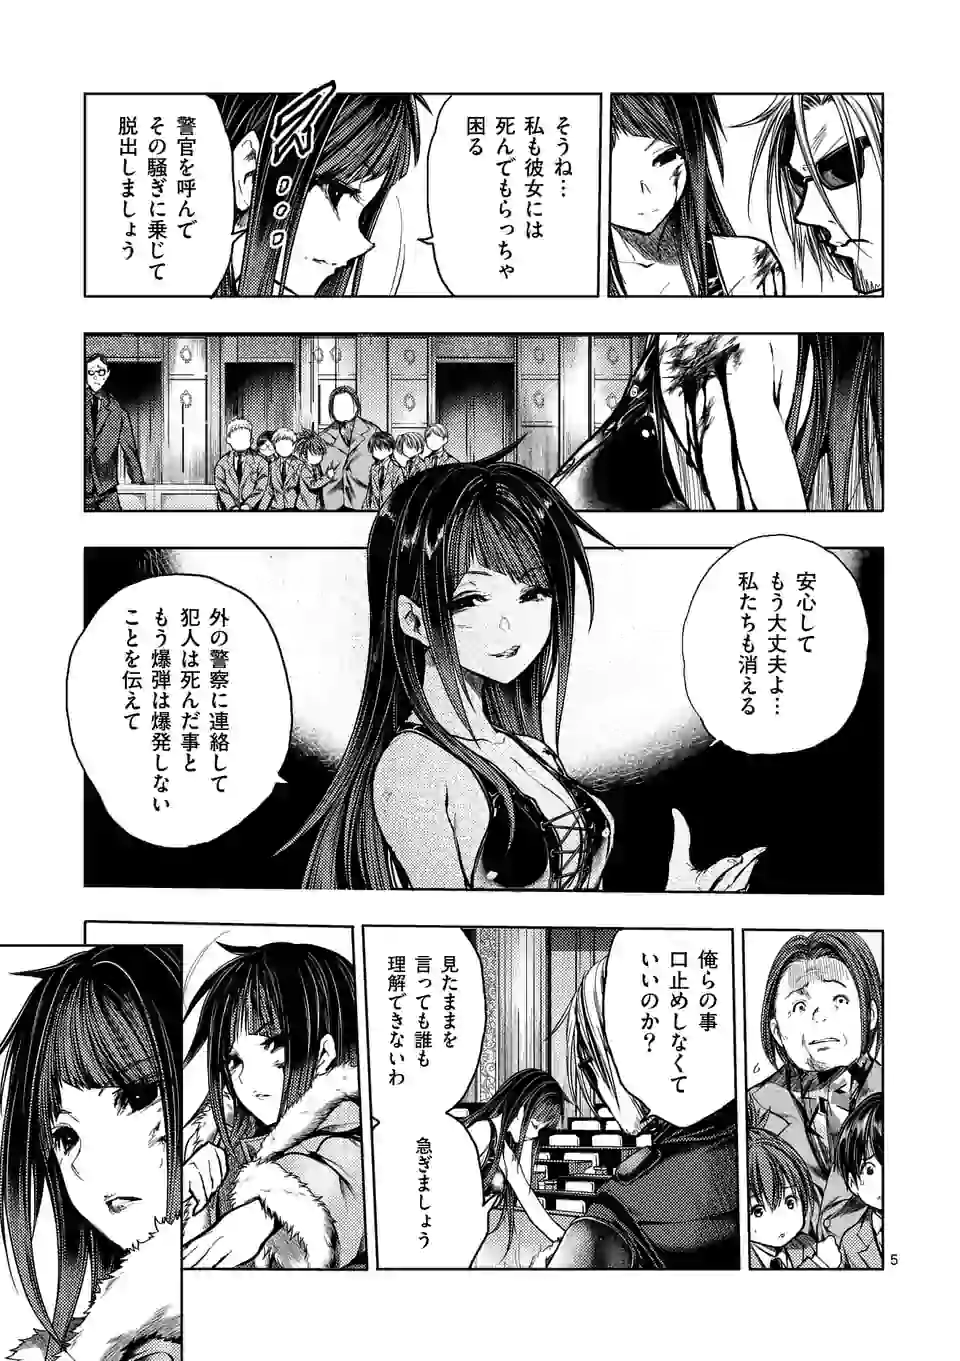 そうね…
私も彼女には
死んでもらっちゃ
困る
警官を呼んで
その騒ぎに乗じて
脱出しましょう
安心して
もう大丈夫よ…
私たちも消える
外の警察に連絡して
犯人は死んだ事と
もう爆弾は爆発しない
ことを伝えて
俺らの事
口止めしなくて
いいのか?
見たままを
言っても誰も
理解できないわ
急ぎましょう
5